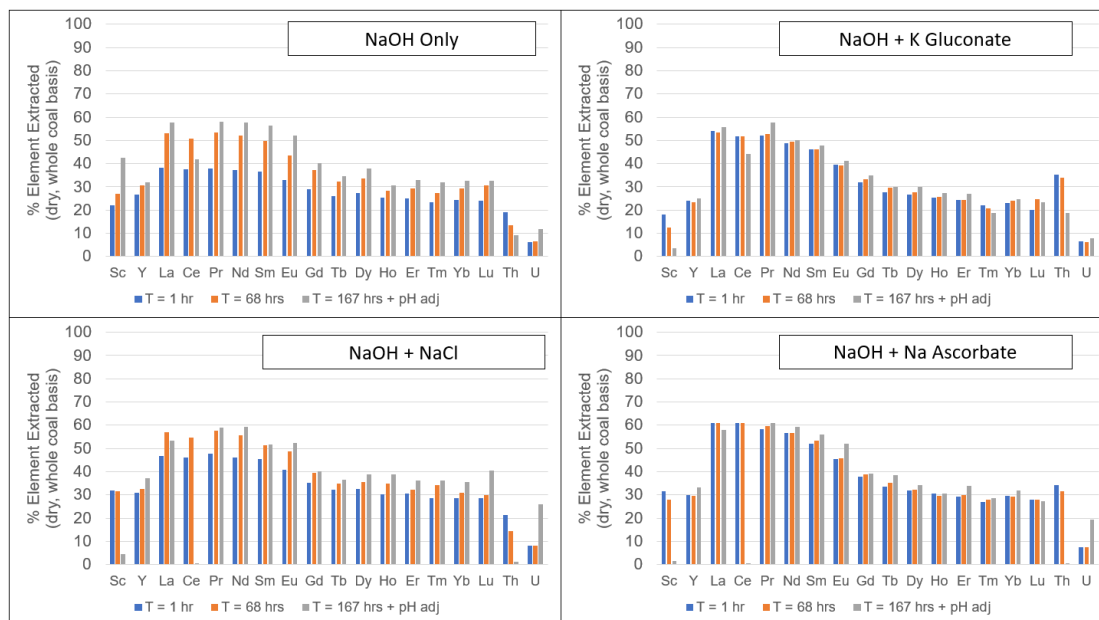 NaOH Only
% Element Extracted
(dry, whole coal basis)
100
90
80
70
60
50
40
30
20
10
0
Sc Y La Ce Pr Nd Sm Eu Gd Tb Dy Ho Er Tm Yb Lu Th U
T = 1 hr T = 68 hrs T = 167 hrs + pH adj
NaOH + K Gluconate
% Element Extracted
(dry, whole coal basis)
100
90
80
70
60
50
40
30
20
10
0
Sc Y La Ce Pr Nd Sm Eu Gd Tb Dy Ho Er Tm Yb Lu Th U
T = 1 hr T = 68 hrs T = 167 hrs + pH adj
NaOH + NaCl
% Element Extracted
(dry, whole coal basis)
100
90
80
70
60
50
40
30
20
10
0
Sc Y La Ce Pr Nd Sm Eu Gd Tb Dy Ho Er Tm Yb Lu Th U
T = 1 hr T = 68 hrs T = 167 hrs + pH adj
NaOH + Na Ascorbate
% Element Extracted
(dry, whole coal basis)
100
90
80
70
60
50
40
30
20
10
0
Sc Y La Ce Pr Nd Sm Eu Gd Tb Dy Ho Er Tm Yb Lu Th U
T = 1 hr T = 68 hrs T = 167 hrs + pH adj